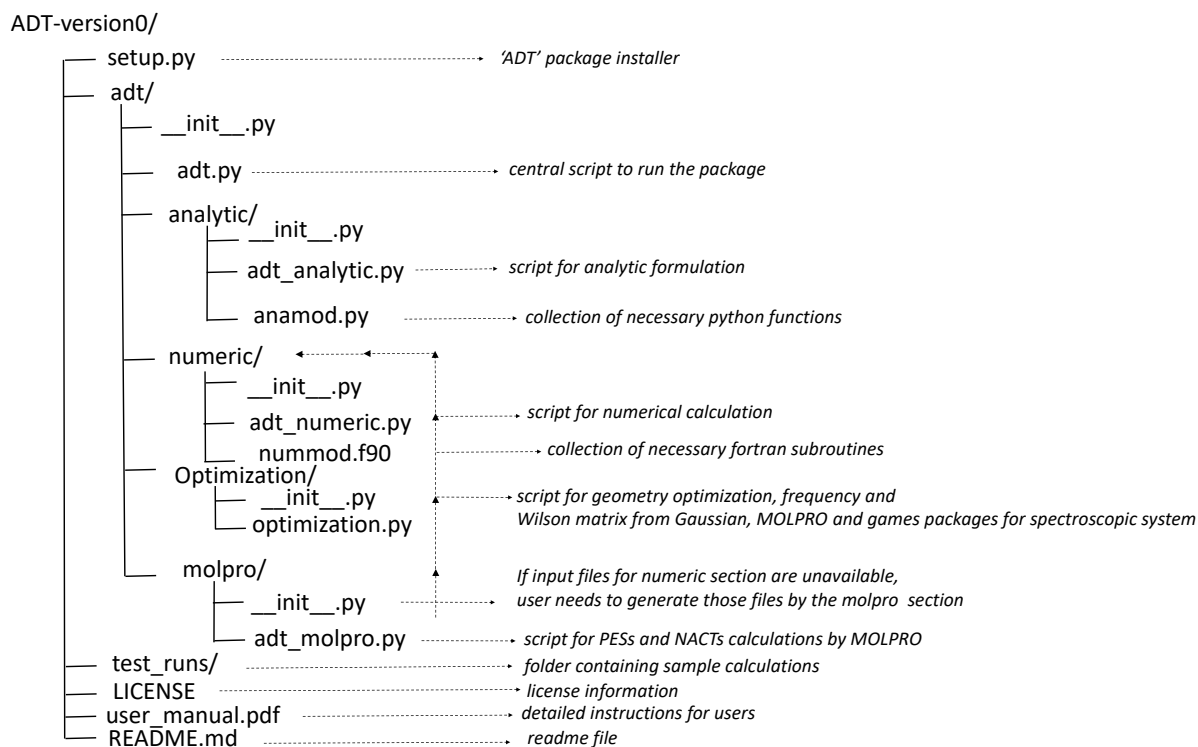 ADT-version0/
setup.py 'ADT' package installer
adt/
__init__.py
adt.py central script to run the package
analytic/
__init__.py
adt_analytic.py script for analytic formulation
anamod.py collection of necessary python functions
numeric/
__init__.py
adt_numeric.py script for numerical calculation
nummod.f90 collection of necessary fortran subroutines
Optimization/
__init__.py script for geometry optimization, frequency and
optimization.py Wilson matrix from Gaussian, MOLPRO and games packages for spectroscopic system
molpro/ If input files for numeric section are unavailable,
__init__.py user needs to generate those files by the molpro section
adt_molpro.py script for PESs and NACTs calculations by MOLPRO
test_runs/ folder containing sample calculations
LICENSE license information
user_manual.pdf detailed instructions for users
README.md readme file